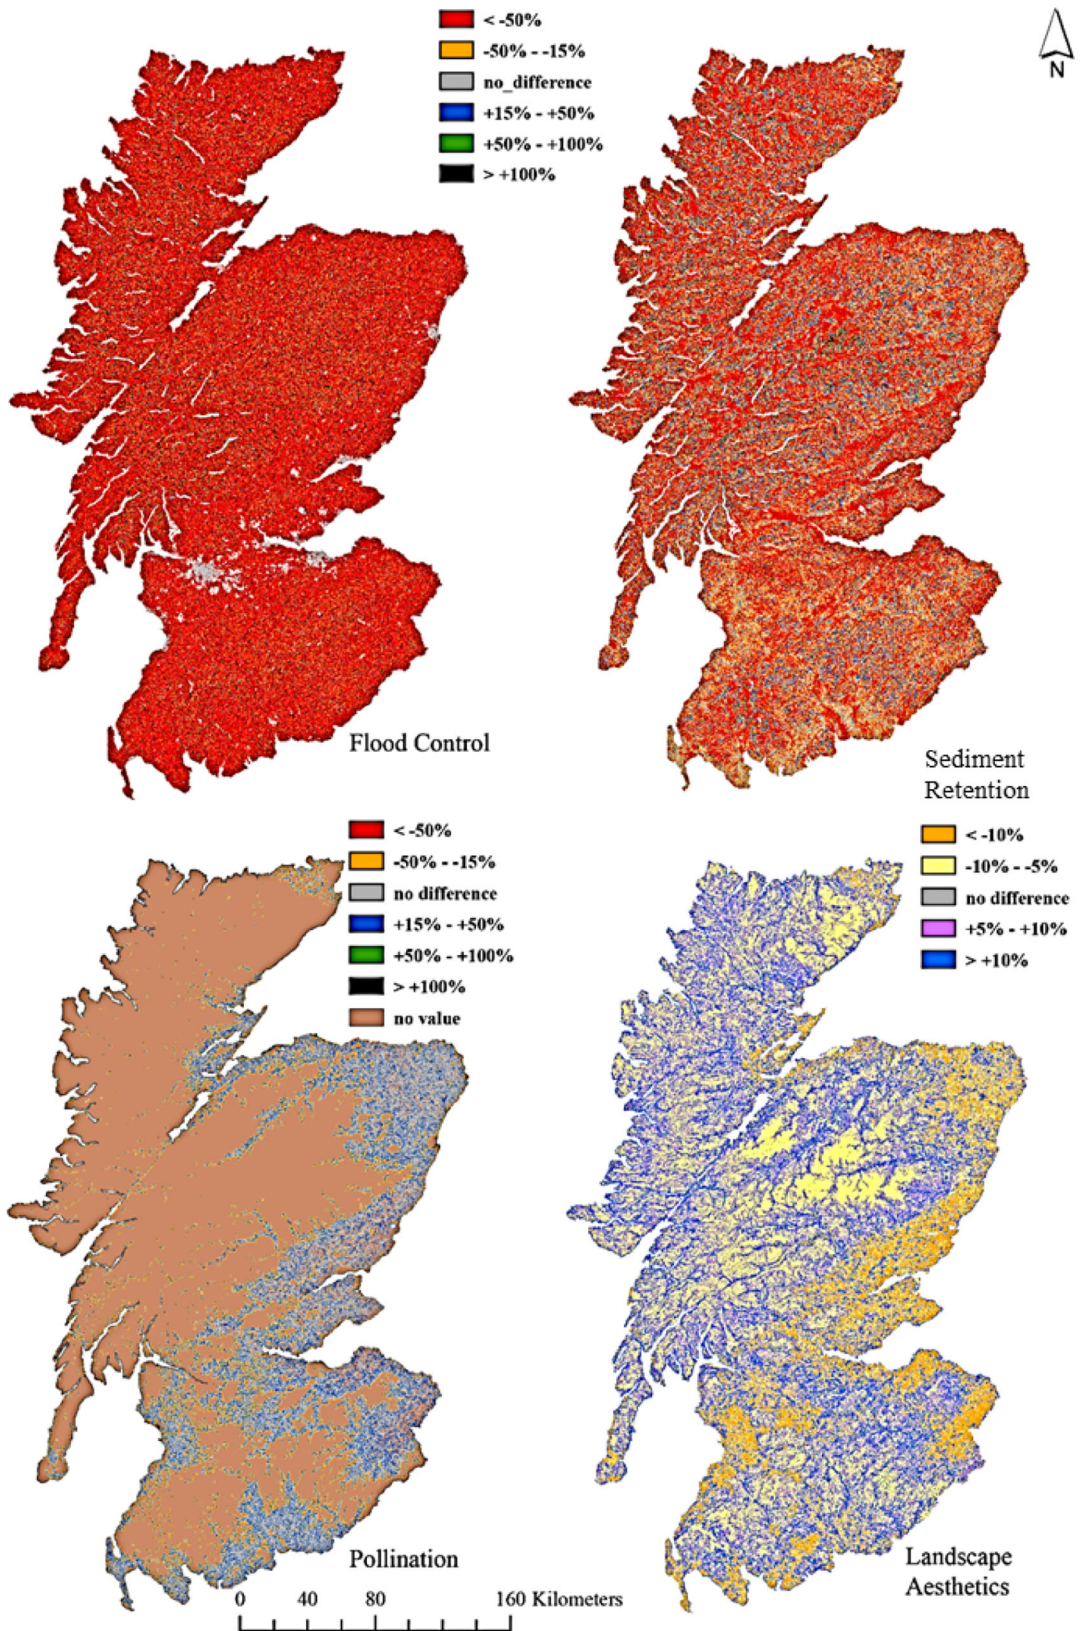 < -50%
-50% - -15%
no_difference
+15% - +50%
+50% - +100%
> +100%
N
Flood Control
Sediment
Retention
< -50%
-50% - -15%
no difference
+15% - +50%
+50% - +100%
> +100%
no value
< -10%
-10% - -5%
no difference
+5% - +10%
> +10%
Pollination
Landscape
Aesthetics
0 40 80 160 Kilometers